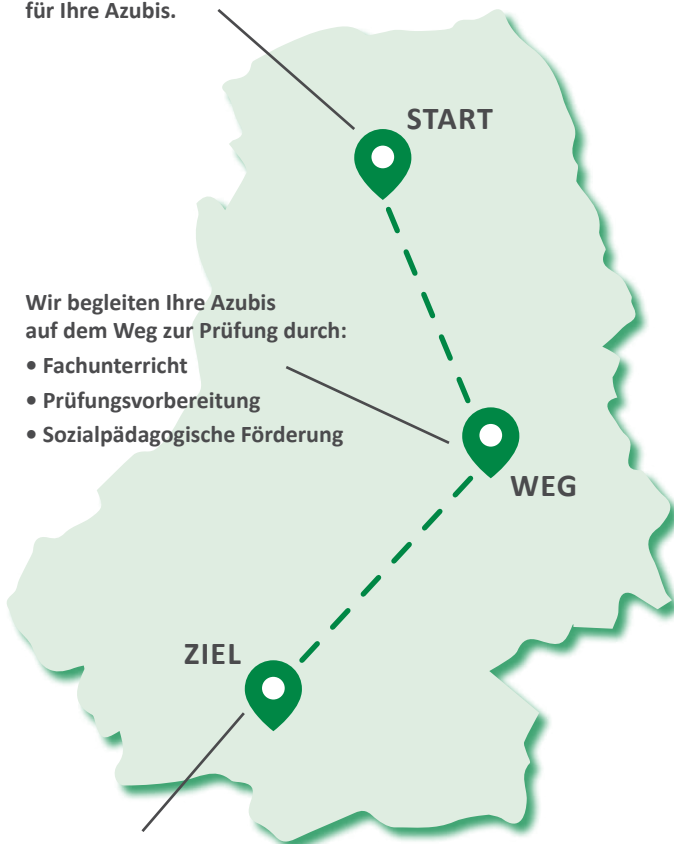 für Ihre Azubis.
START
Wir begleiten Ihre Azubis
auf dem Weg zur Prüfung durch:
• Fachunterricht
• Prüfungsvorbereitung
• Sozialpädagogische Förderung
WEG
ZIEL